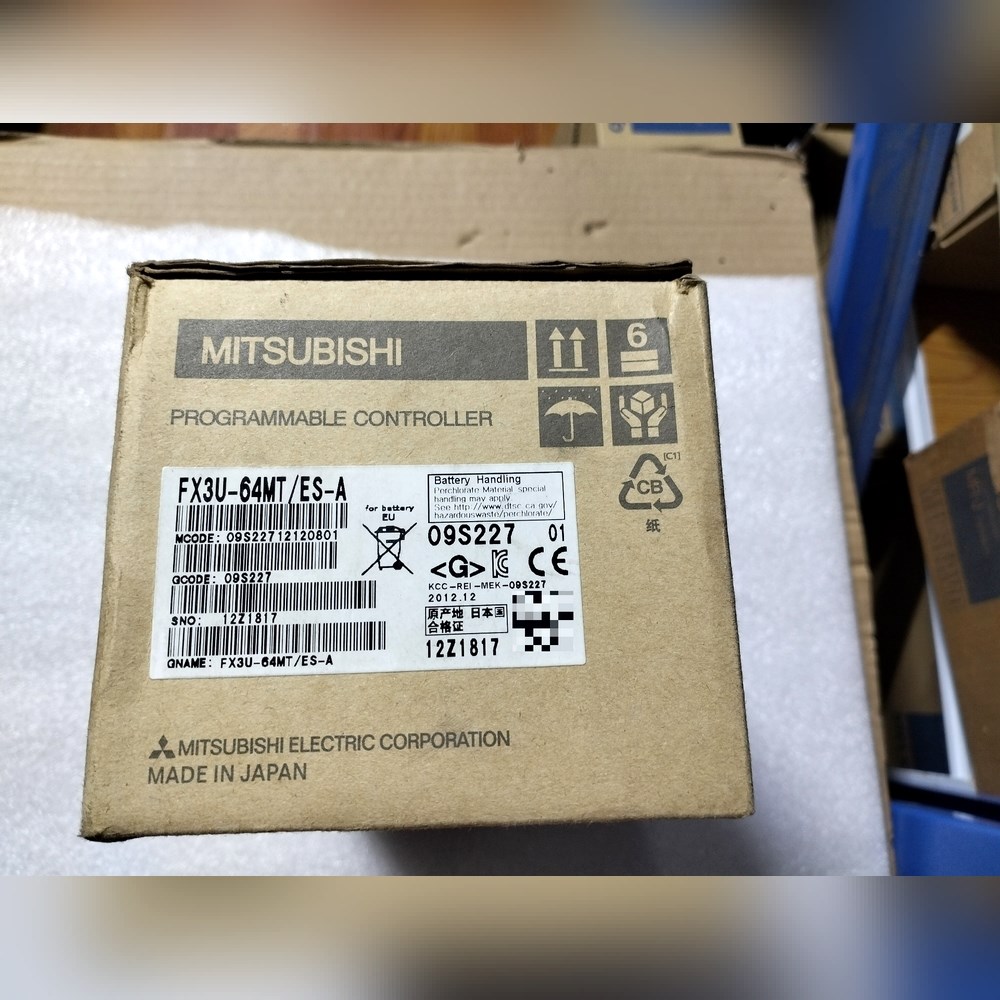 MITSUBISHI
6
PROGRAMMABLE CONTROLLER
[C1]
CB
纸
FX3U-64MT/ES-A
MCODE: 09S22712120801
GCODE: 09S227
SNO: 12Z1817
GNAME: FX3U-64MT/ES-A
for battery
EU
Battery Handling
Perchlorate Material special
handling may apply.
See http://www.dtsc.ca.gov/
hazardouswaste/perchlorate/
09S227 01
<G> CE
KCC-REI-MEK-09S227
2012.12
原产地 日本国
合格证
12Z1817
MITSUBISHI ELECTRIC CORPORATION
MADE IN JAPAN